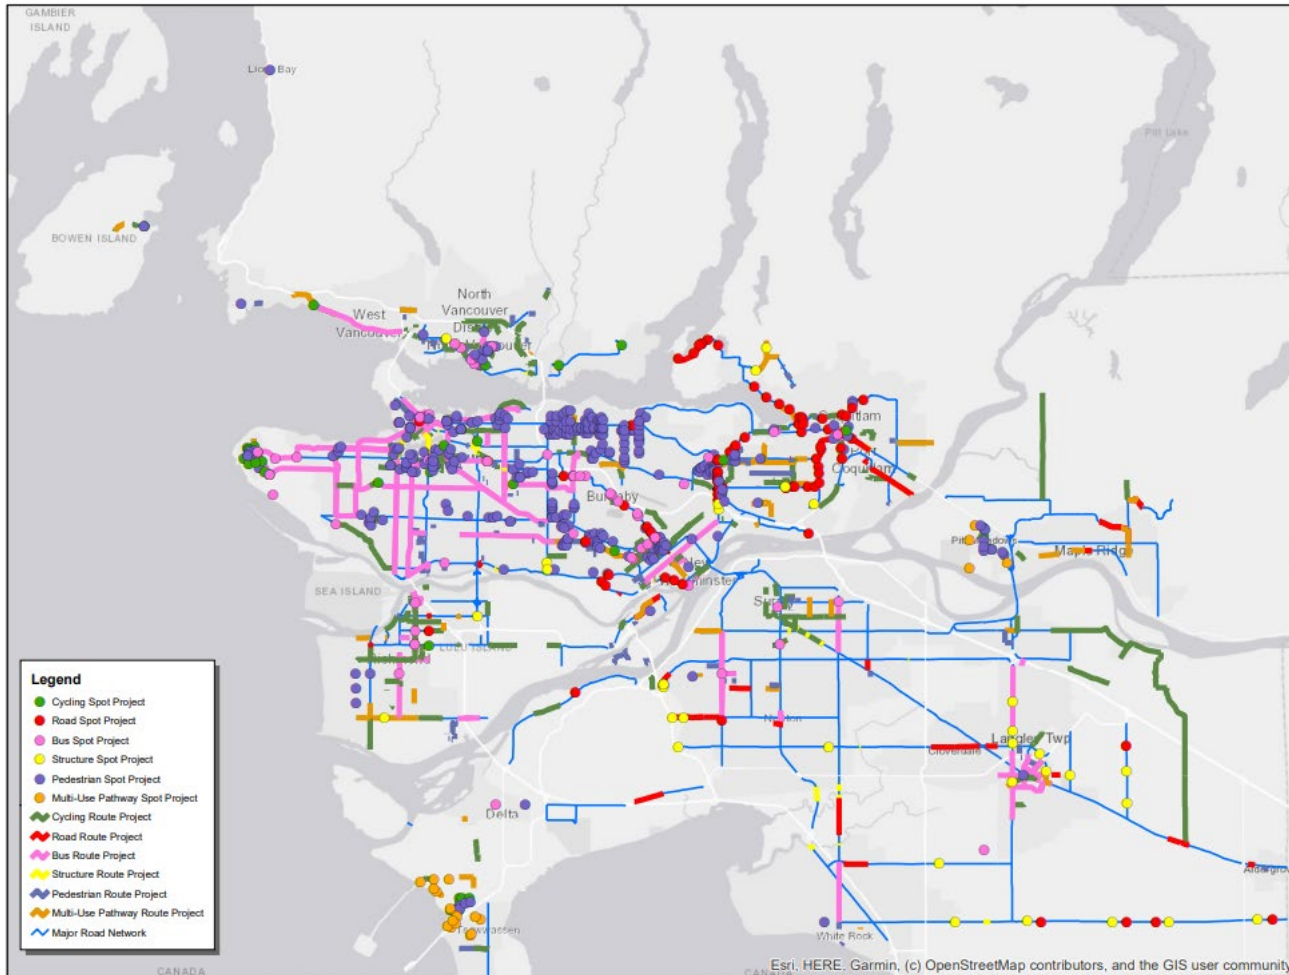 GAMBIER
ISLAND
Pitt Lake
BOWEN ISLAND
North
Vancouver
West
Vancouver
Burnaby
Port
Coquitlam
Pitt Meadows
Maple Ridge
New
SEA ISLAND
LULU ISLAND
Richmond
Surrey
Newton
Cloverdale
Langley Twp
Delta
Tsawwassen
White Rock
CANADA
CANADA
Legend
Cycling Spot Project
Road Spot Project
Bus Spot Project
Structure Spot Project
Pedestrian Spot Project
Multi-Use Pathway Spot Project
Cycling Route Project
Road Route Project
Bus Route Project
Structure Route Project
Pedestrian Route Project
Multi-Use Pathway Route Project
Major Road Network
Esri, HERE, Garmin, (c) OpenStreetMap contributors, and the GIS user community